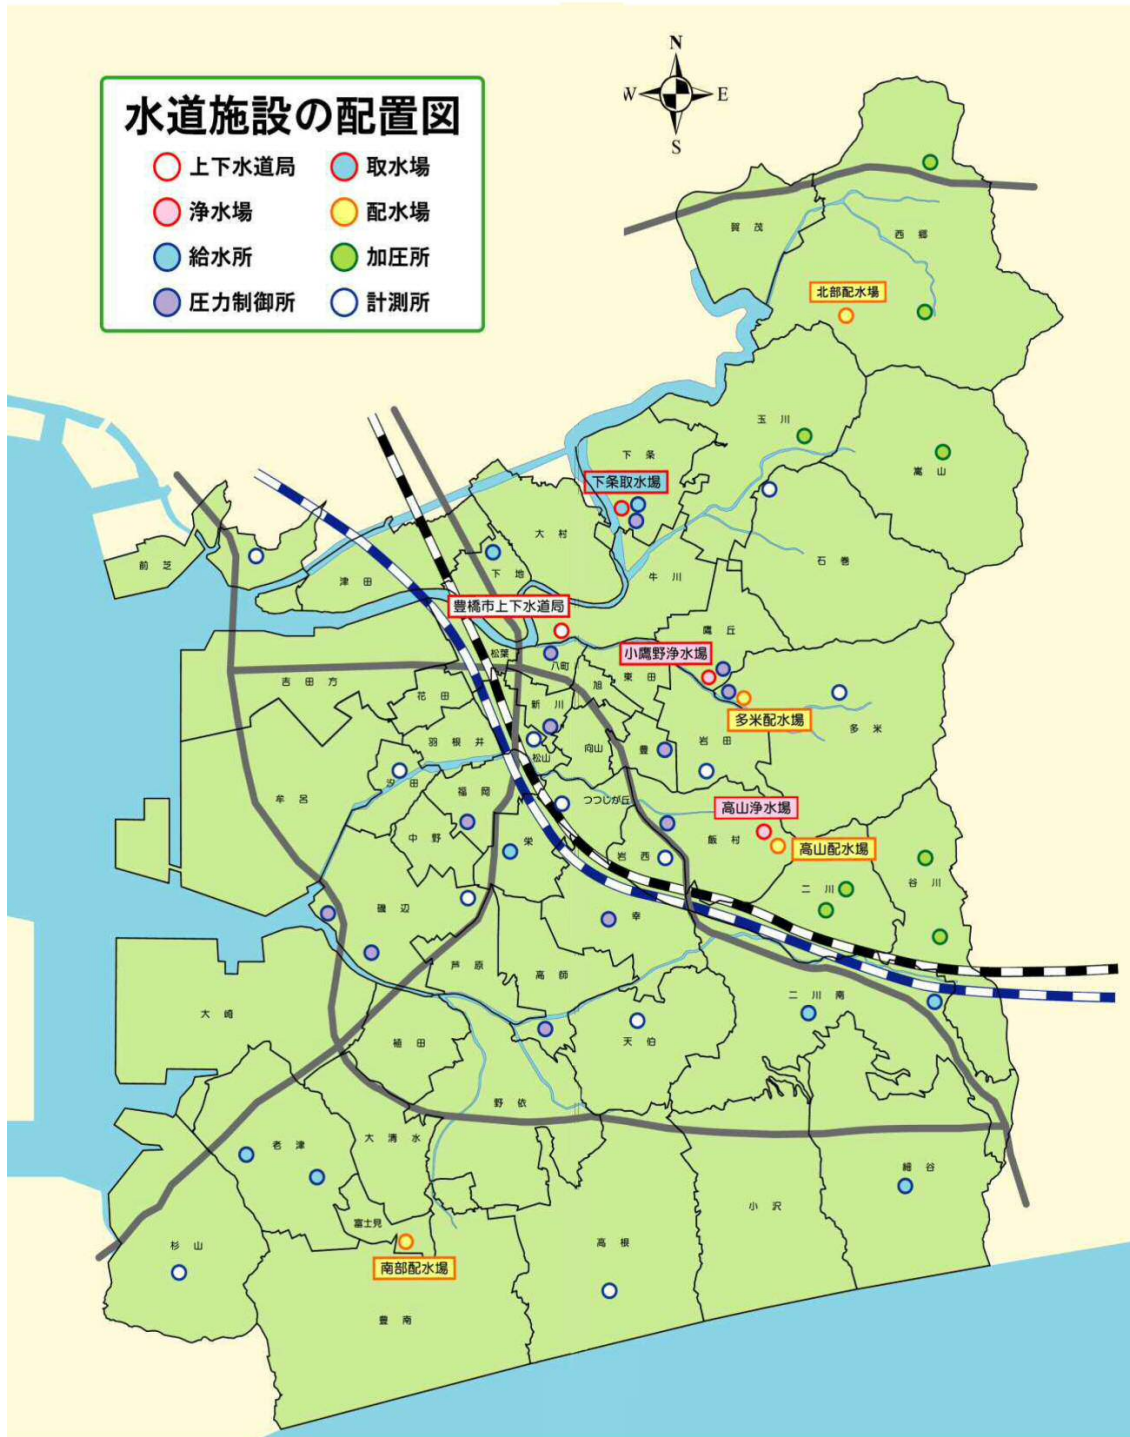 N
W
E
S
水道施設の配置図
上下水道局
取水場
浄水場
配水場
給水所
加圧所
圧力制御所
計測所
賀茂
西郷
北部配水場
玉川
下条
嵩山
下条取水場
大村
石巻
前芝
津田
下地
牛川
豊橋市上下水道局
鷹丘
松葉
八町
小鷹野浄水場
東田
旭
吉田方
花田
新川
多米配水場
多米
羽根井
松山
向山
豊
岩田
汐田
福岡
つつじが丘
牟呂
高山浄水場
中野
栄
岩西
飯村
高山配水場
二川
谷川
磯辺
幸
芦原
高師
二川南
大崎
植田
天伯
野依
老津
大清水
細谷
富士見
小沢
杉山
高根
南部配水場
豊南